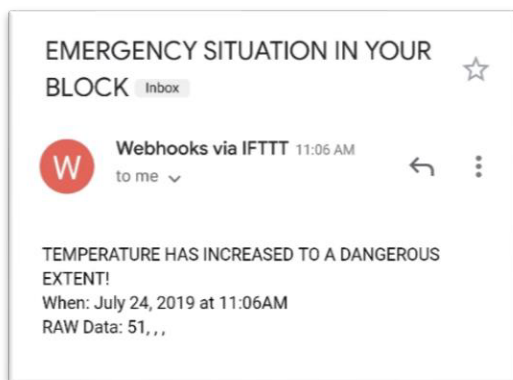 EMERGENCY SITUATION IN YOUR
BLOCK Inbox
W
Webhooks via IFTTT 11:06 AM
to me
TEMPERATURE HAS INCREASED TO A DANGEROUS
EXTENT!
When: July 24, 2019 at 11:06AM
RAW Data: 51, , ,